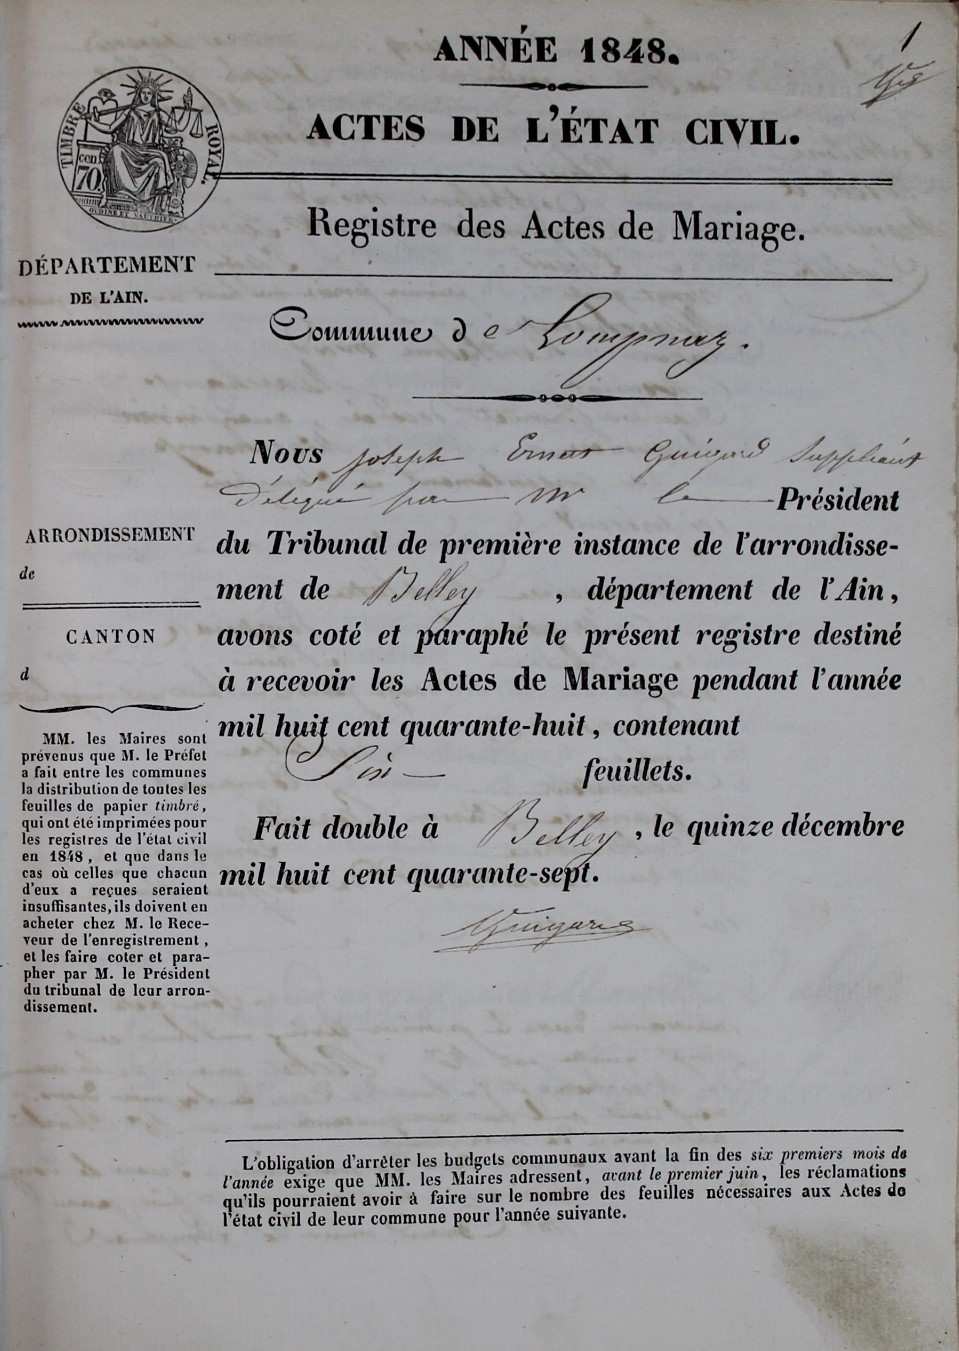 1
ANNÉE 1848.
ACTES DE L'ÉTAT CIVIL.
TIMBRE ROYAL.
cen
70.
Registre des Actes de Mariage.
DÉPARTEMENT
DE L'AIN.
Commune de Lompnaz.
Nous Joseph Ernest Guigard Suppléant
Délégué par Mr le Président
du Tribunal de première instance de l'arrondisse-
ment de Belley, département de l'Ain,
avons coté et paraphé le présent registre destiné
à recevoir les Actes de Mariage pendant l'année
mil huit cent quarante-huit, contenant
Six feuillets.
Fait double à Belley, le quinze décembre
mil huit cent quarante-sept.
Guigard
ARRONDISSEMENT
de
CANTON
d
MM. les Maires sont
prévenus que M. le Préfet
a fait entre les communes
la distribution de toutes les
feuilles de papier timbré,
qui ont été imprimées pour
les registres de l'état civil
en 1848, et que dans le
cas où celles que chacun
d'eux a reçues seraient
insuffisantes, ils doivent en
acheter chez M. le Rece-
veur de l'enregistrement,
et les faire coter et para-
pher par M. le Président
du tribunal de leur arron-
dissement.
L'obligation d'arrêter les budgets communaux avant la fin des six premiers mois de
l'année exige que MM. les Maires adressent, avant le premier juin, les réclamations
qu'ils pourraient avoir à faire sur le nombre des feuilles nécessaires aux Actes de
l'état civil de leur commune pour l'année suivante.